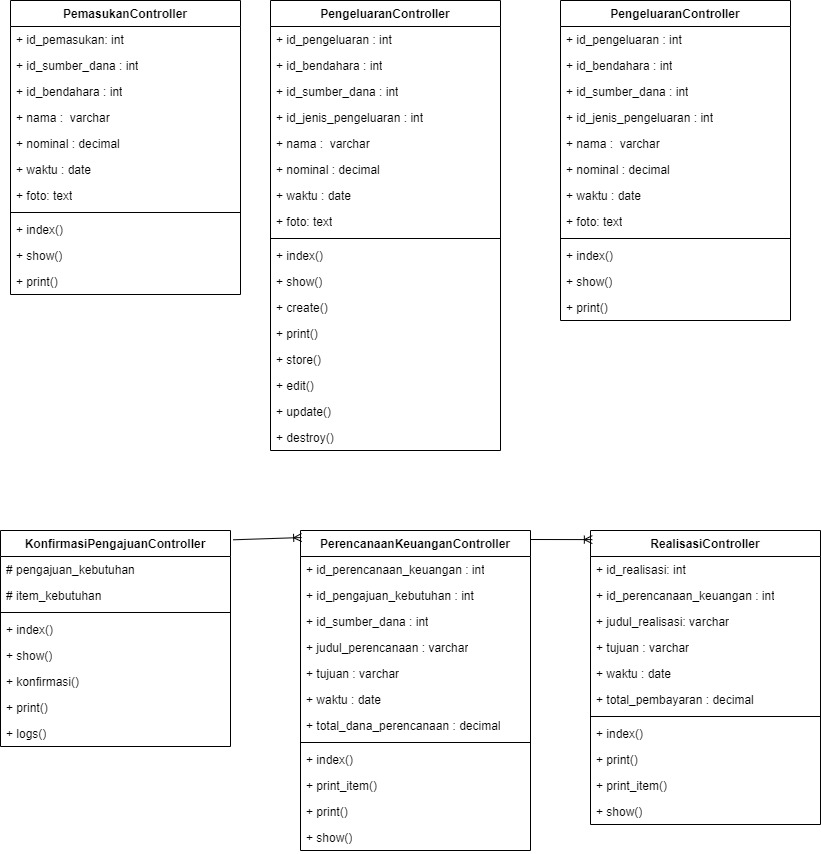 PemasukanController
+ id_pemasukan: int
+ id_sumber_dana : int
+ id_bendahara : int
+ nama :  varchar
+ nominal : decimal
+ waktu : date
+ foto: text
+ index()
+ show()
+ print()
PengeluaranController
+ id_pengeluaran : int
+ id_bendahara : int
+ id_sumber_dana : int
+ id_jenis_pengeluaran : int
+ nama :  varchar
+ nominal : decimal
+ waktu : date
+ foto: text
+ index()
+ show()
+ create()
+ print()
+ store()
+ edit()
+ update()
+ destroy()
PengeluaranController
+ id_pengeluaran : int
+ id_bendahara : int
+ id_sumber_dana : int
+ id_jenis_pengeluaran : int
+ nama :  varchar
+ nominal : decimal
+ waktu : date
+ foto: text
+ index()
+ show()
+ print()
KonfirmasiPengajuanController
# pengajuan_kebutuhan
# item_kebutuhan
+ index()
+ show()
+ konfirmasi()
+ print()
+ logs()
PerencanaanKeuanganController
+ id_perencanaan_keuangan : int
+ id_pengajuan_kebutuhan : int
+ id_sumber_dana : int
+ judul_perencanaan : varchar
+ tujuan : varchar
+ waktu : date
+ total_dana_perencanaan : decimal
+ index()
+ print_item()
+ print()
+ show()
RealisasiController
+ id_realisasi: int
+ id_perencanaan_keuangan : int
+ judul_realisasi: varchar
+ tujuan : varchar
+ waktu : date
+ total_pembayaran : decimal
+ index()
+ print()
+ print_item()
+ show()